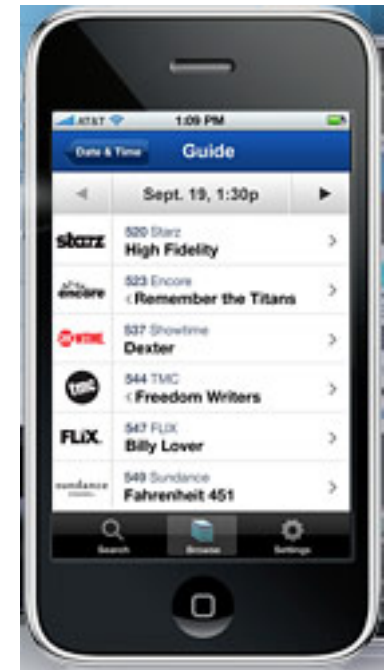 AT&T 1:09 PM
Date & Time Guide
Sept. 19, 1:30p
starz 520 Starz
High Fidelity
encore 523 Encore
‹ Remember the Titans
SHOWTIME 537 Showtime
Dexter
TMC 544 TMC
‹ Freedom Writers
FLiX. 547 FLiX
Billy Lover
sundance 549 Sundance
Fahrenheit 451
Search Browse Settings